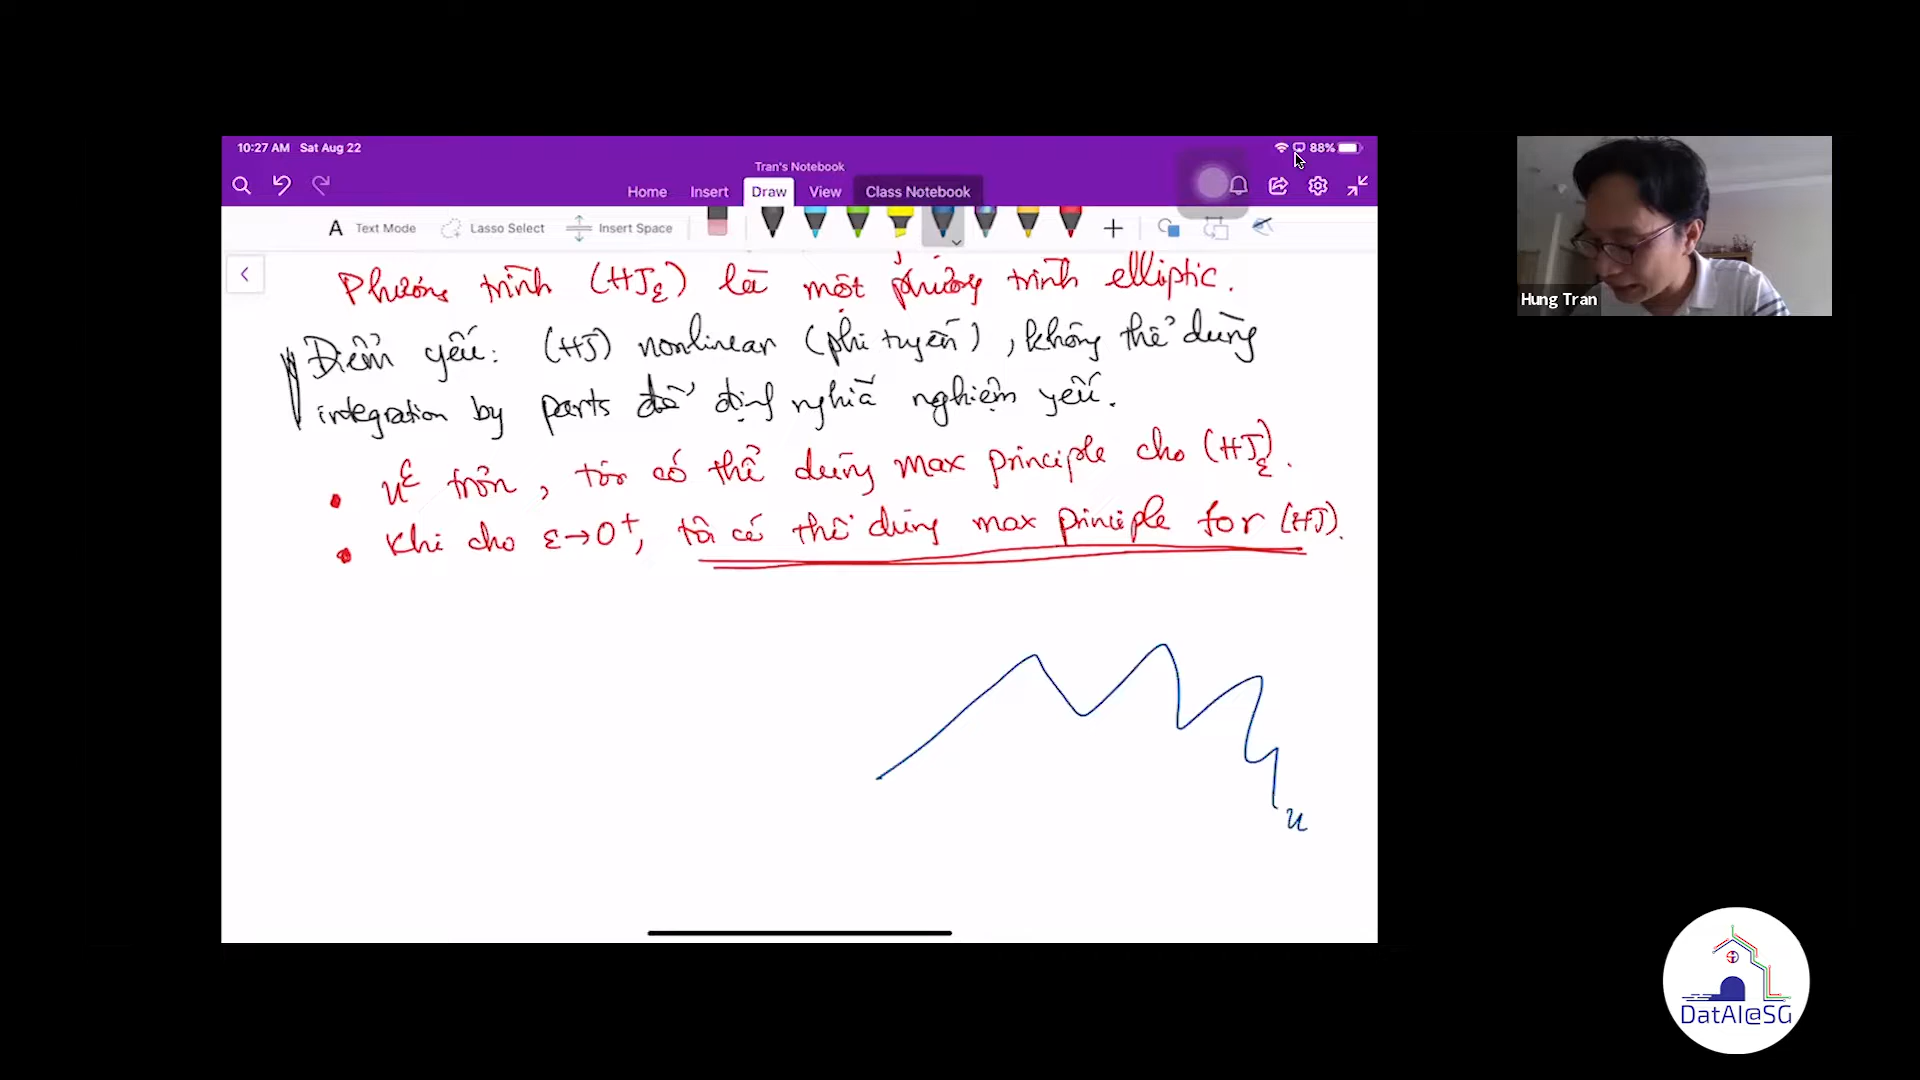 10:27 AM Sat Aug 22
88%
Tran's Notebook
Home Insert Draw View Class Notebook
A Text Mode Lasso Select Insert Space
Phương trình (HJε) là một phương trình elliptic.
Điểm yếu: (HJ) nonlinear (phi tuyến), không thể dùng
integration by parts để định nghĩa nghiệm yếu.
• uᵋ trơn, tôi có thể dùng max principle cho (HJε).
• Khi cho ε→0⁺, tôi có thể dùng max principle for (HJ).
u
Hung Tran
DatAI@SG